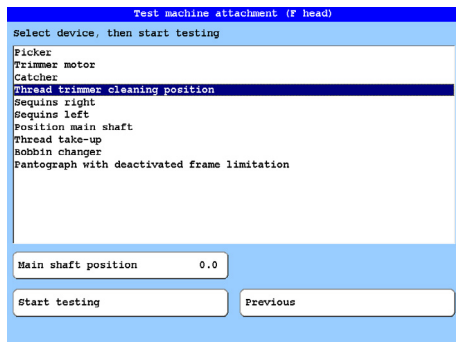 Test machine attachment (F head)
Select device, then start testing
Picker
Trimmer motor
Catcher
Thread trimmer cleaning position
Sequins right
Sequins left
Position main shaft
Thread take-up
Bobbin changer
Pantograph with deactivated frame limitation
Main shaft position 0.0
Start testing Previous